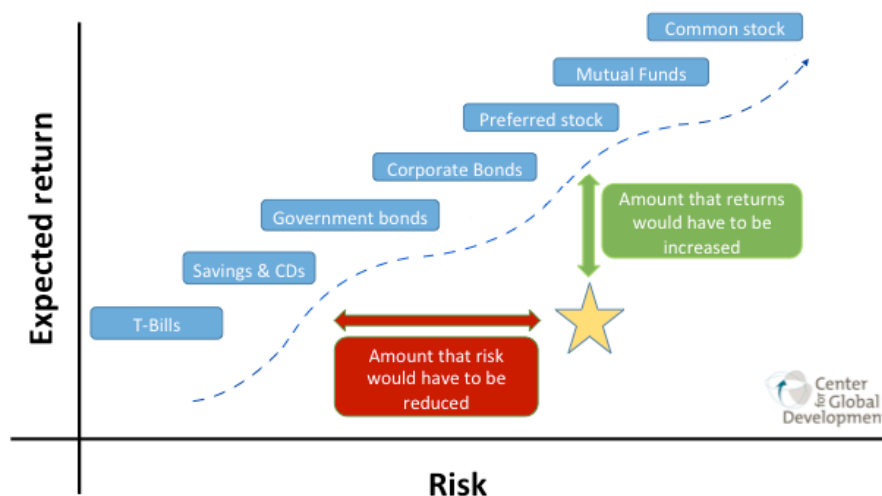 Common stock
Mutual Funds
Preferred stock
Corporate Bonds
Government bonds
Savings & CDs
T-Bills
Expected return
Amount that returns
would have to be
increased
Amount that risk
would have to be
reduced
Center
for Global
Developmen
Risk